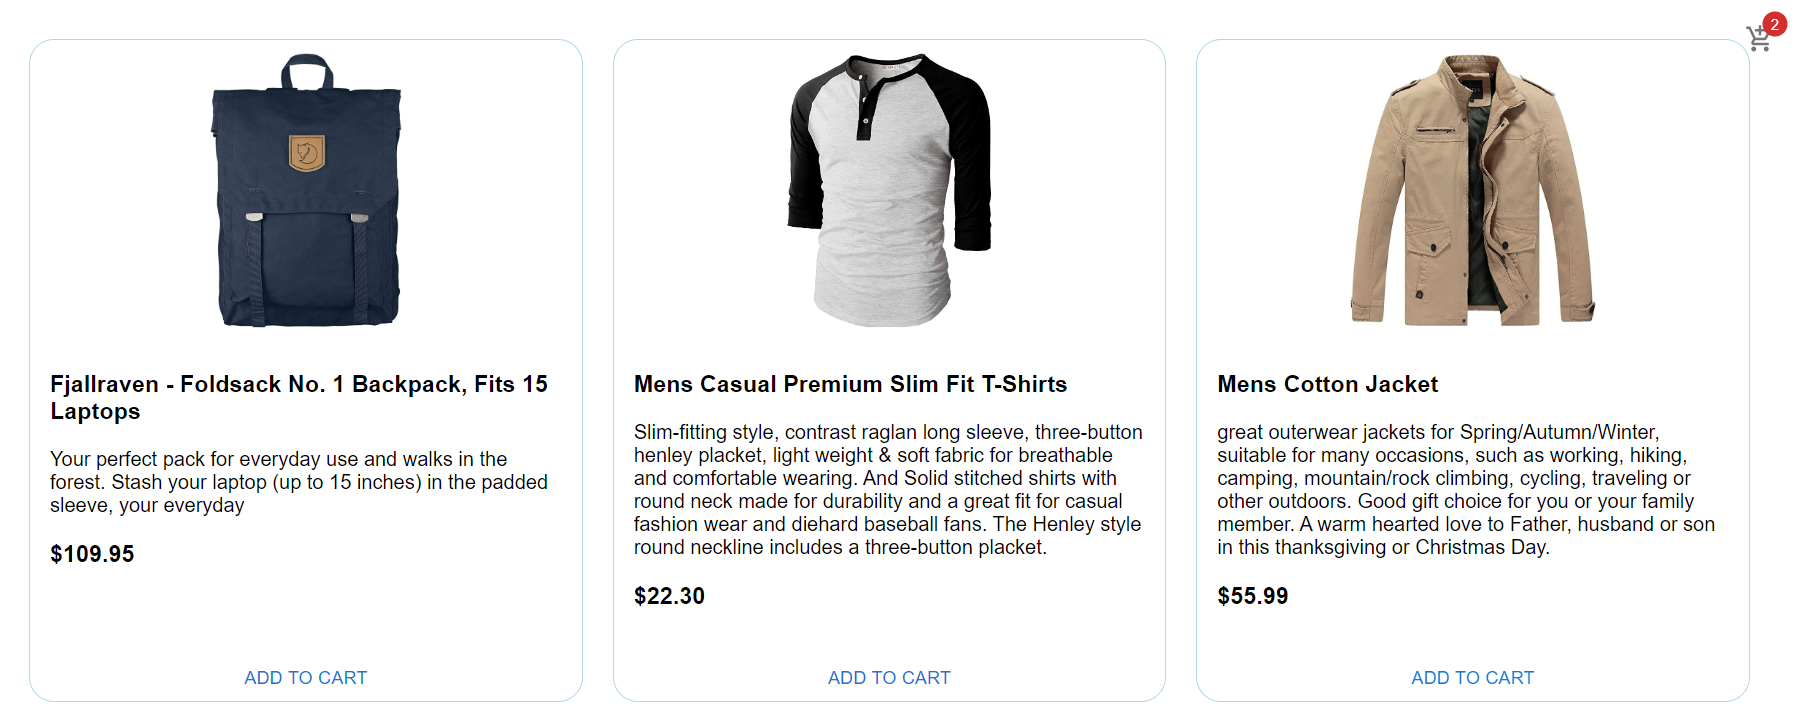 2
Fjallraven - Foldsack No. 1 Backpack, Fits 15
Laptops
Your perfect pack for everyday use and walks in the
forest. Stash your laptop (up to 15 inches) in the padded
sleeve, your everyday
$109.95
ADD TO CART
Mens Casual Premium Slim Fit T-Shirts
Slim-fitting style, contrast raglan long sleeve, three-button
henley placket, light weight & soft fabric for breathable
and comfortable wearing. And Solid stitched shirts with
round neck made for durability and a great fit for casual
fashion wear and diehard baseball fans. The Henley style
round neckline includes a three-button placket.
$22.30
ADD TO CART
Mens Cotton Jacket
great outerwear jackets for Spring/Autumn/Winter,
suitable for many occasions, such as working, hiking,
camping, mountain/rock climbing, cycling, traveling or
other outdoors. Good gift choice for you or your family
member. A warm hearted love to Father, husband or son
in this thanksgiving or Christmas Day.
$55.99
ADD TO CART